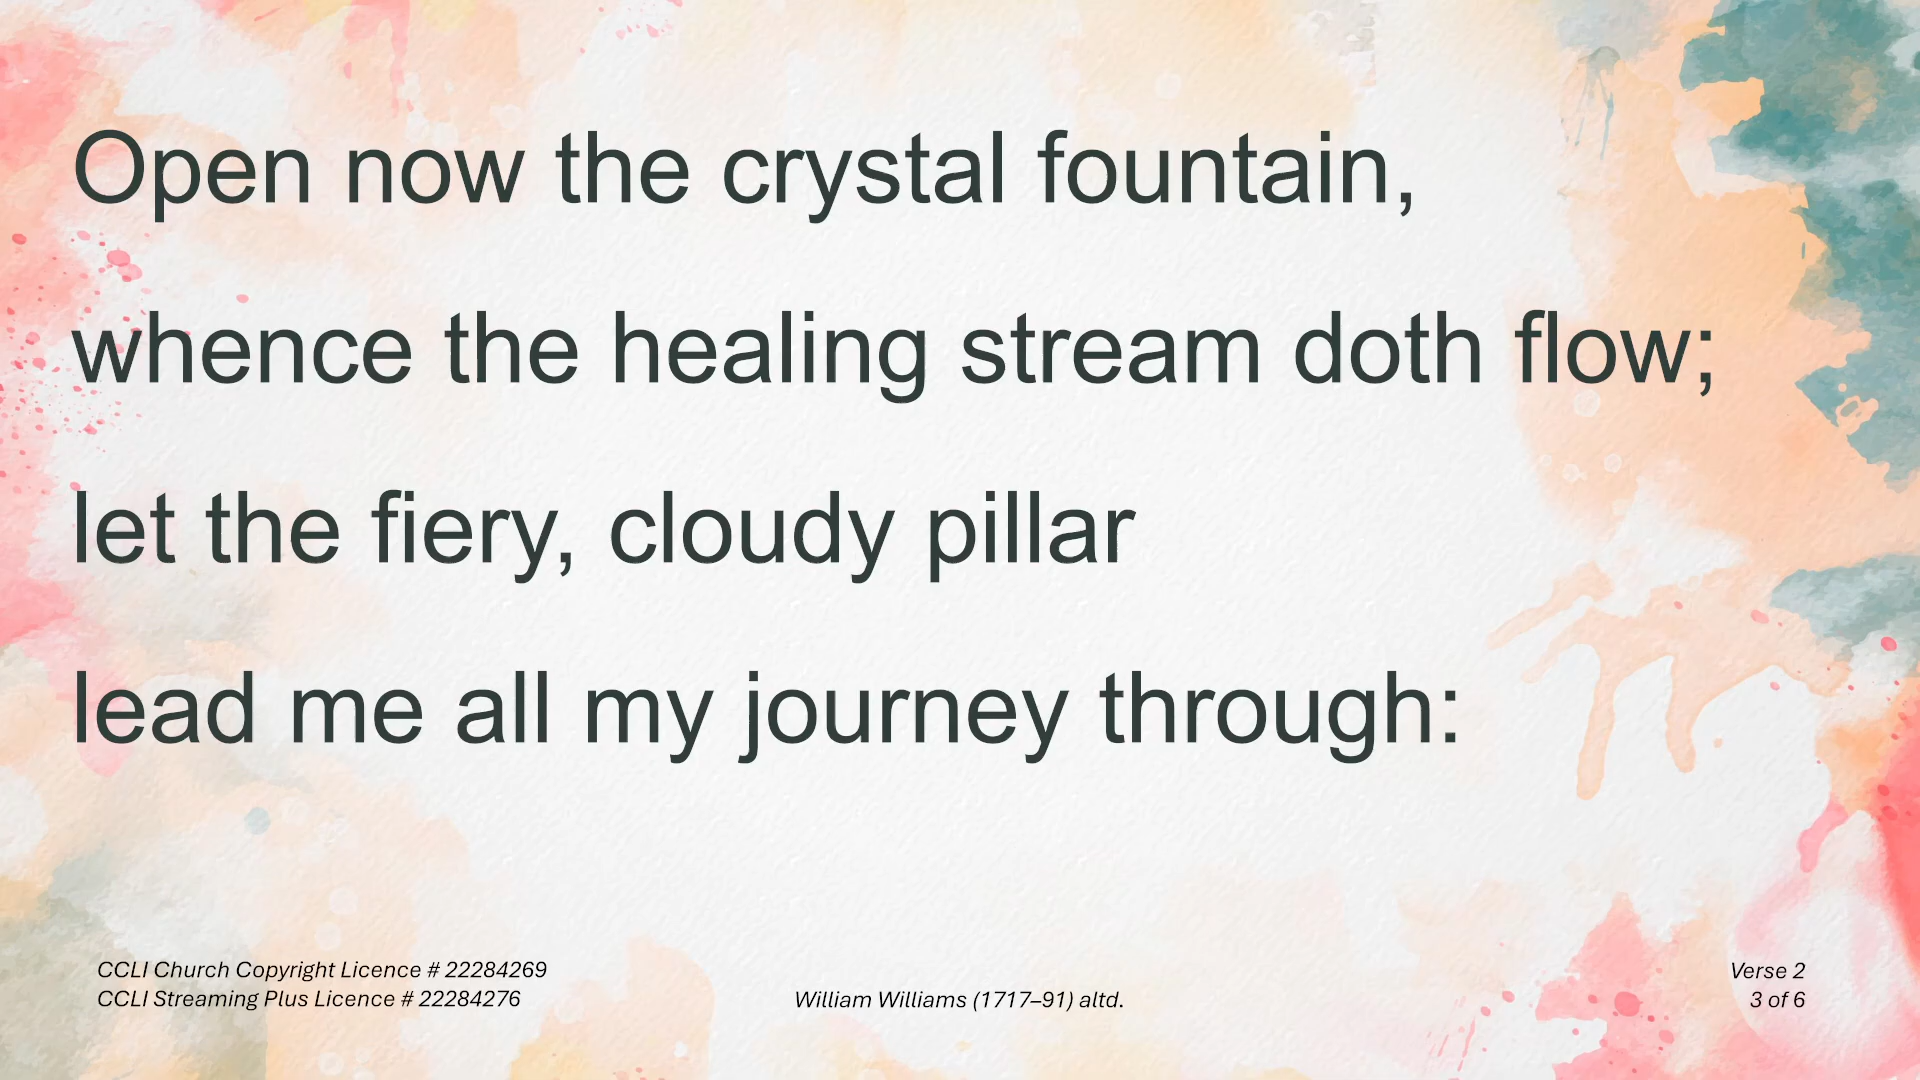 Open now the crystal fountain,
whence the healing stream doth flow;
let the fiery, cloudy pillar
lead me all my journey through:
CCLI Church Copyright Licence # 22284269
CCLI Streaming Plus Licence # 22284276
William Williams (1717–91) altd.
Verse 2
3 of 6